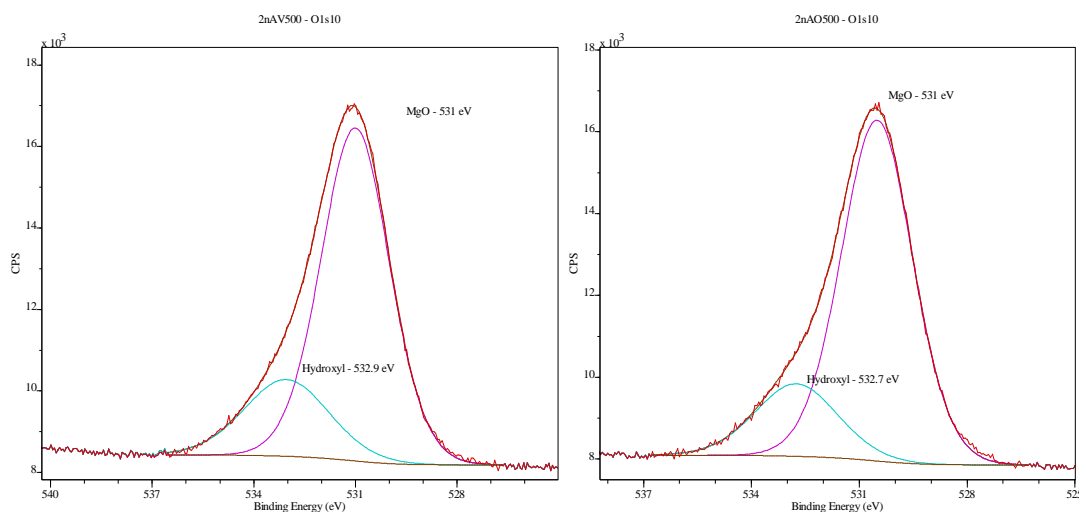 2nAV500 - O1s10
x 10³
18
16
14
12
10
8
CPS
MgO - 531 eV
Hydroxyl - 532.9 eV
540
537
534
531
528
Binding Energy (eV)
2nAO500 - O1s10
x 10³
18
16
14
12
10
8
CPS
MgO - 531 eV
Hydroxyl - 532.7 eV
537
534
531
528
525
Binding Energy (eV)